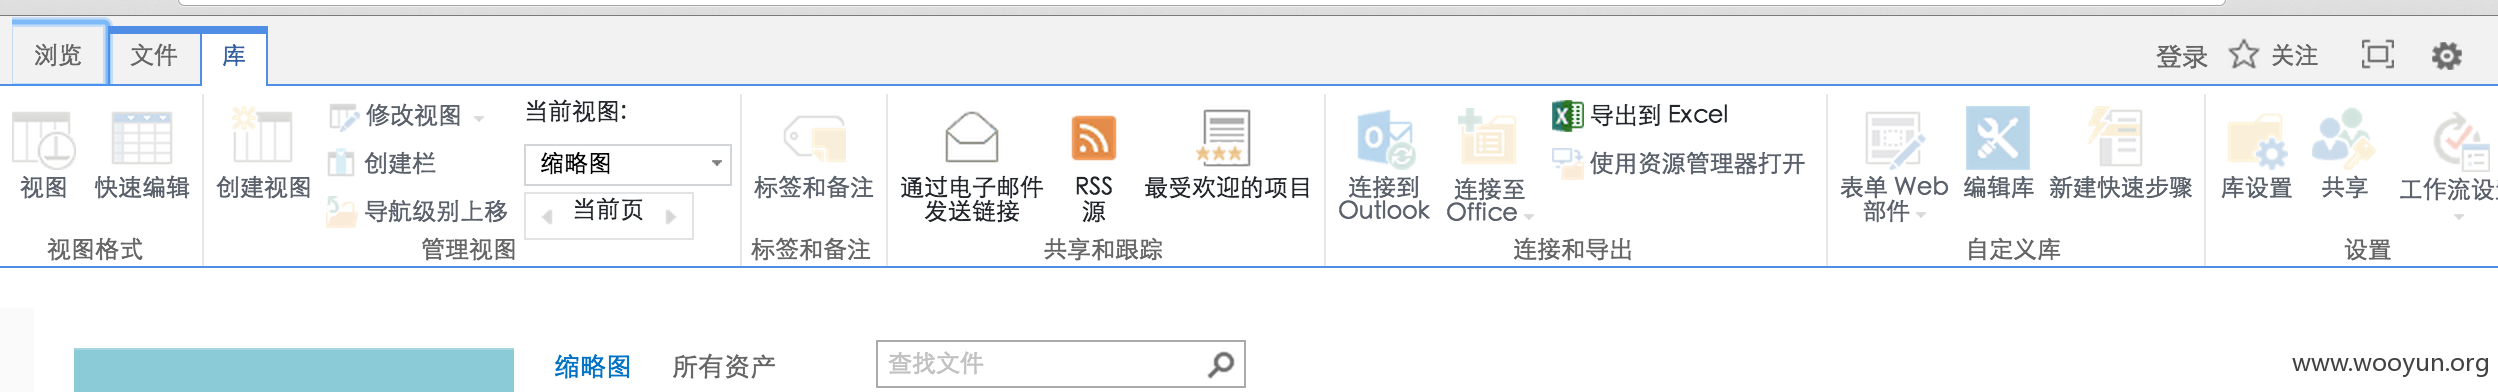 浏览
文件
库
登录
关注
视图
快速编辑
视图格式
创建视图
修改视图
创建栏
导航级别上移
当前视图:
缩略图
当前页
管理视图
标签和备注
标签和备注
通过电子邮件
发送链接
RSS
源
最受欢迎的项目
共享和跟踪
连接到
Outlook
连接至
Office
导出到 Excel
使用资源管理器打开
连接和导出
表单 Web
部件
编辑库
新建快速步骤
自定义库
库设置
共享
工作流设
设置
缩略图
所有资产
查找文件
www.wooyun.org